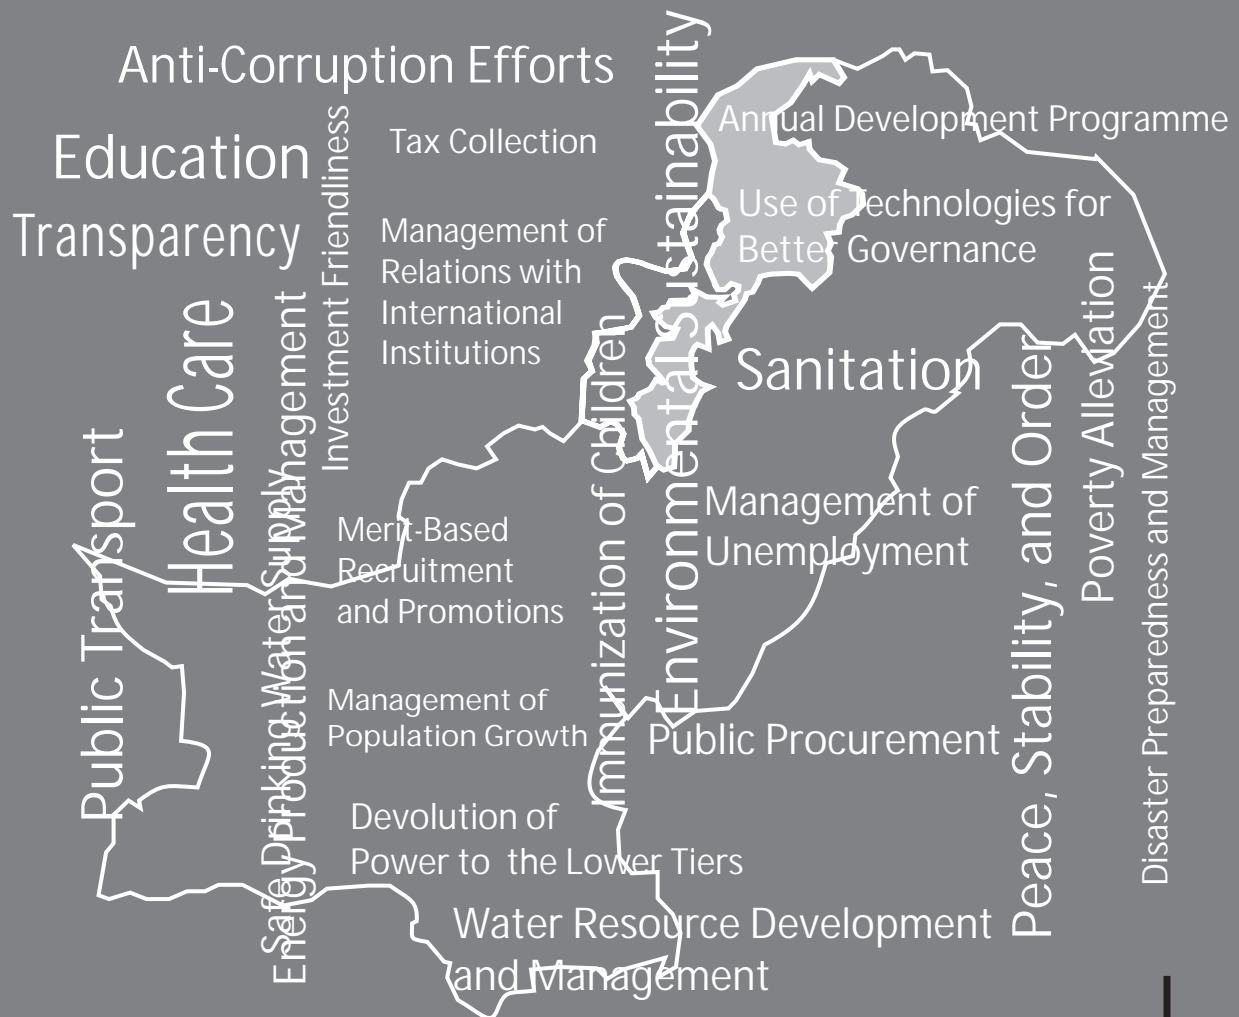 Anti-Corruption Efforts
Education
Transparency
Tax Collection
Investment Friendliness
Management of
Relations with
International
Institutions
Annual Development Programme
Use of Technologies for
Better Governance
Environmental Sustainability
Health Care
Energy Production and Management
Safe Drinking Water Supply
Public Transport
Immunization of Children
Sanitation
Peace, Stability, and Order
Poverty Allewation
Disaster Preparedness and Management
Management of
Unemployment
Merit-Based
Recruitment
and Promotions
Management of
Population Growth
Public Procurement
Devolution of
Power to the Lower Tiers
Water Resource Development
and Management